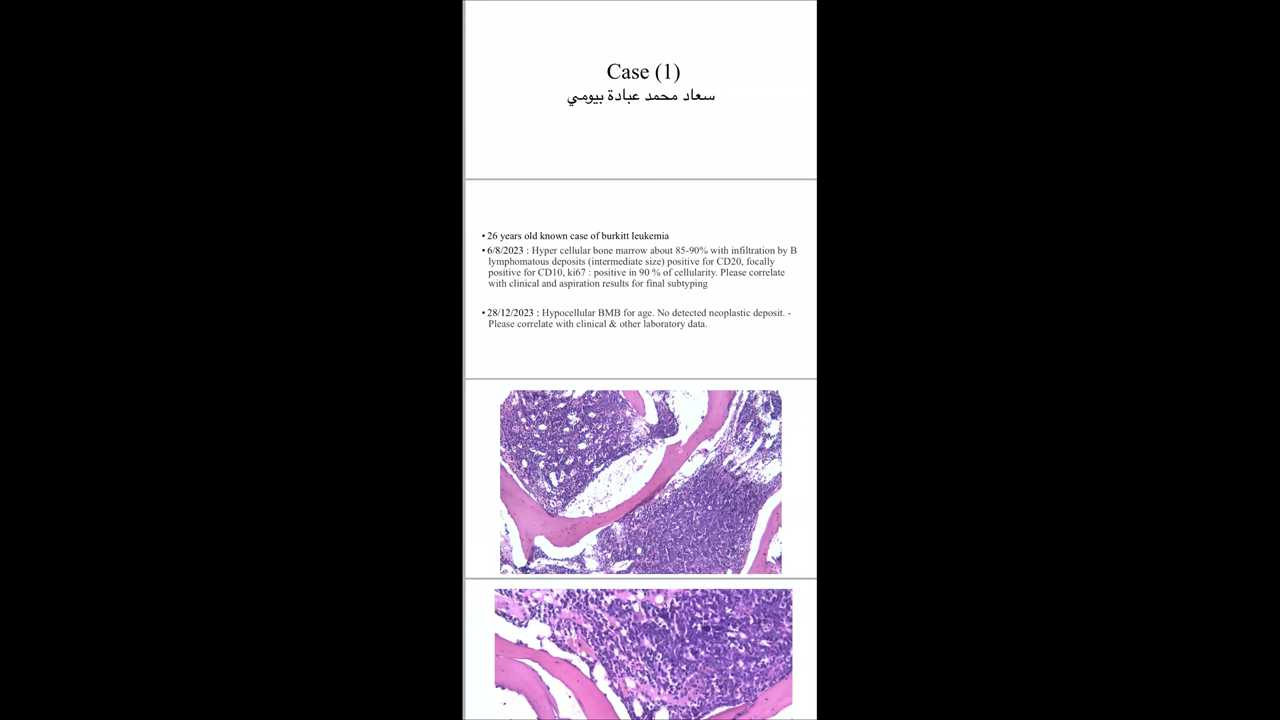 Case (1)
سعاد محمد عبادة بيومي
• 26 years old known case of burkitt leukemia
• 6/8/2023 : Hyper cellular bone marrow about 85-90% with infiltration by B
lymphomatous deposits (intermediate size) positive for CD20, focally
positive for CD10, ki67 : positive in 90 % of cellularity. Please correlate
with clinical and aspiration results for final subtyping
• 28/12/2023 : Hypocellular BMB for age. No detected neoplastic deposit. -
Please correlate with clinical & other laboratory data.